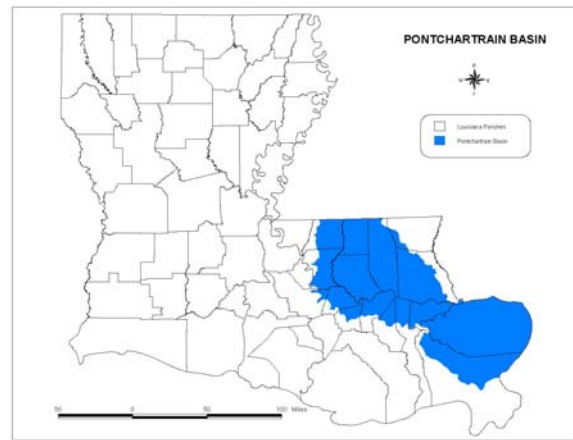 PONTCHARTRAIN BASIN
N
W
E
S
Louisiana Parishes
Pontchartrain Basin
50 0 50 100 Miles